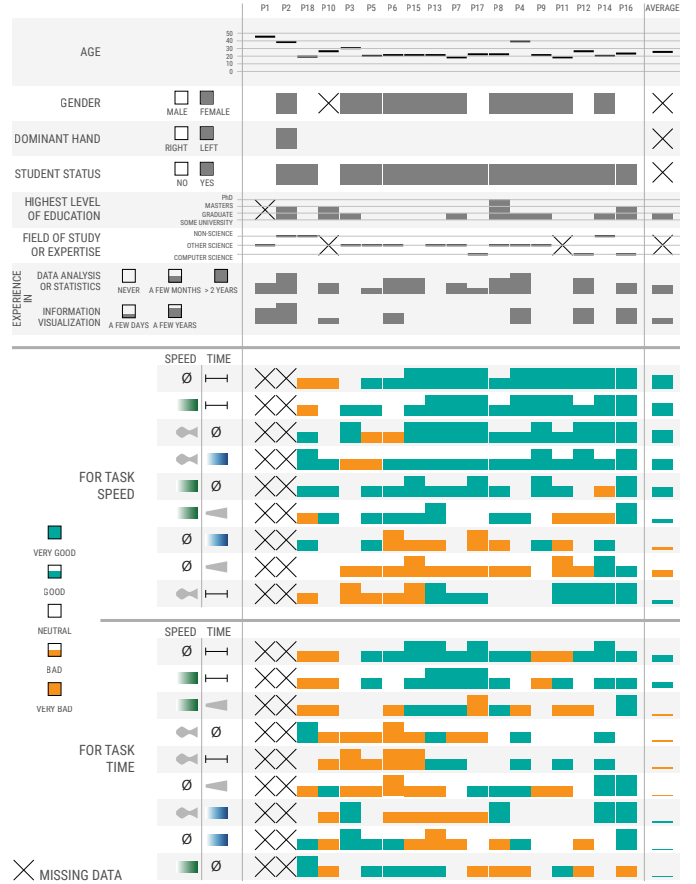 P1 P2 P18 P10 P3 P5 P6 P15 P13 P7 P17 P8 P4 P9 P11 P12 P14 P16 AVERAGE
AGE
50
40
30
20
10
0
GENDER
MALE FEMALE
DOMINANT HAND
RIGHT LEFT
STUDENT STATUS
NO YES
HIGHEST LEVEL
OF EDUCATION
PhD
MASTERS
GRADUATE
SOME UNIVERSITY
FIELD OF STUDY
OR EXPERTISE
NON-SCIENCE
OTHER SCIENCE
COMPUTER SCIENCE
EXPERIENCE
IN
DATA ANALYSIS
OR STATISTICS
NEVER A FEW MONTHS > 2 YEARS
INFORMATION
VISUALIZATION
A FEW DAYS A FEW YEARS
SPEED TIME
Ø
Ø
FOR TASK
SPEED
Ø
Ø
Ø
VERY GOOD
GOOD
NEUTRAL
BAD
VERY BAD
SPEED TIME
Ø
Ø
FOR TASK
TIME
Ø
Ø
Ø
MISSING DATA